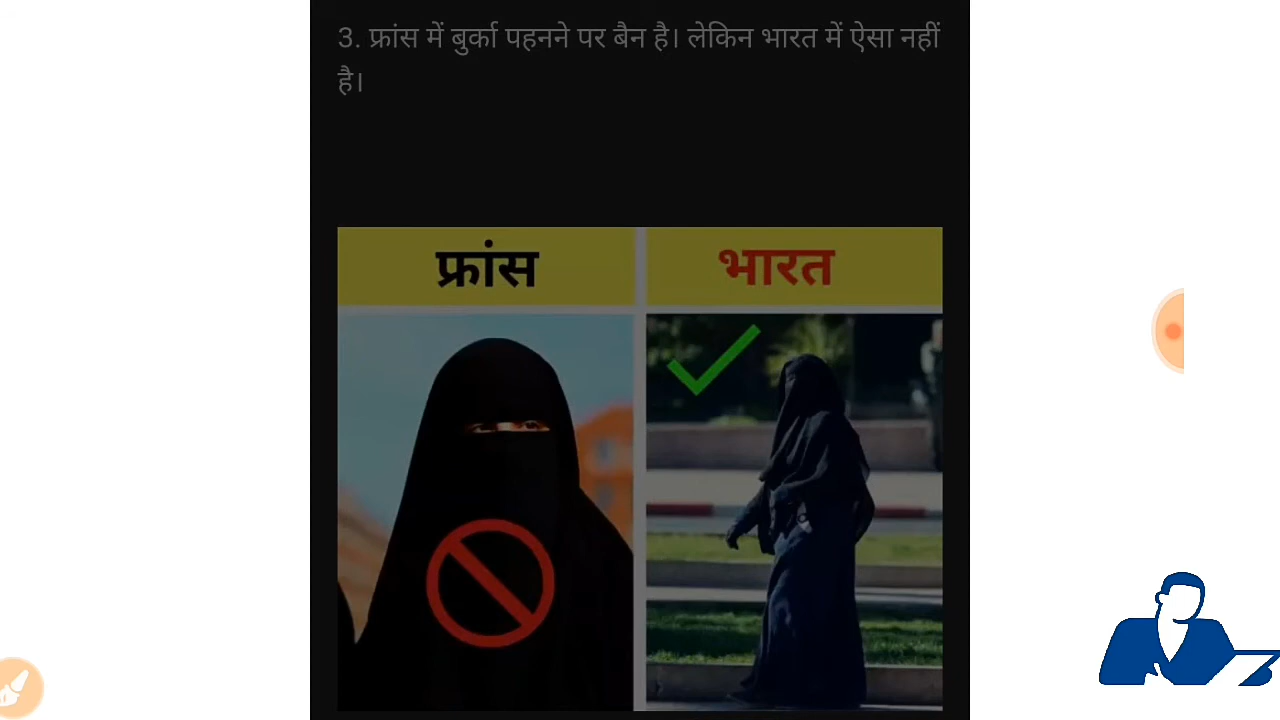 3. फ्रांस में बुर्का पहनने पर बैन है। लेकिन भारत में ऐसा नहीं
है।
फ्रांस
भारत